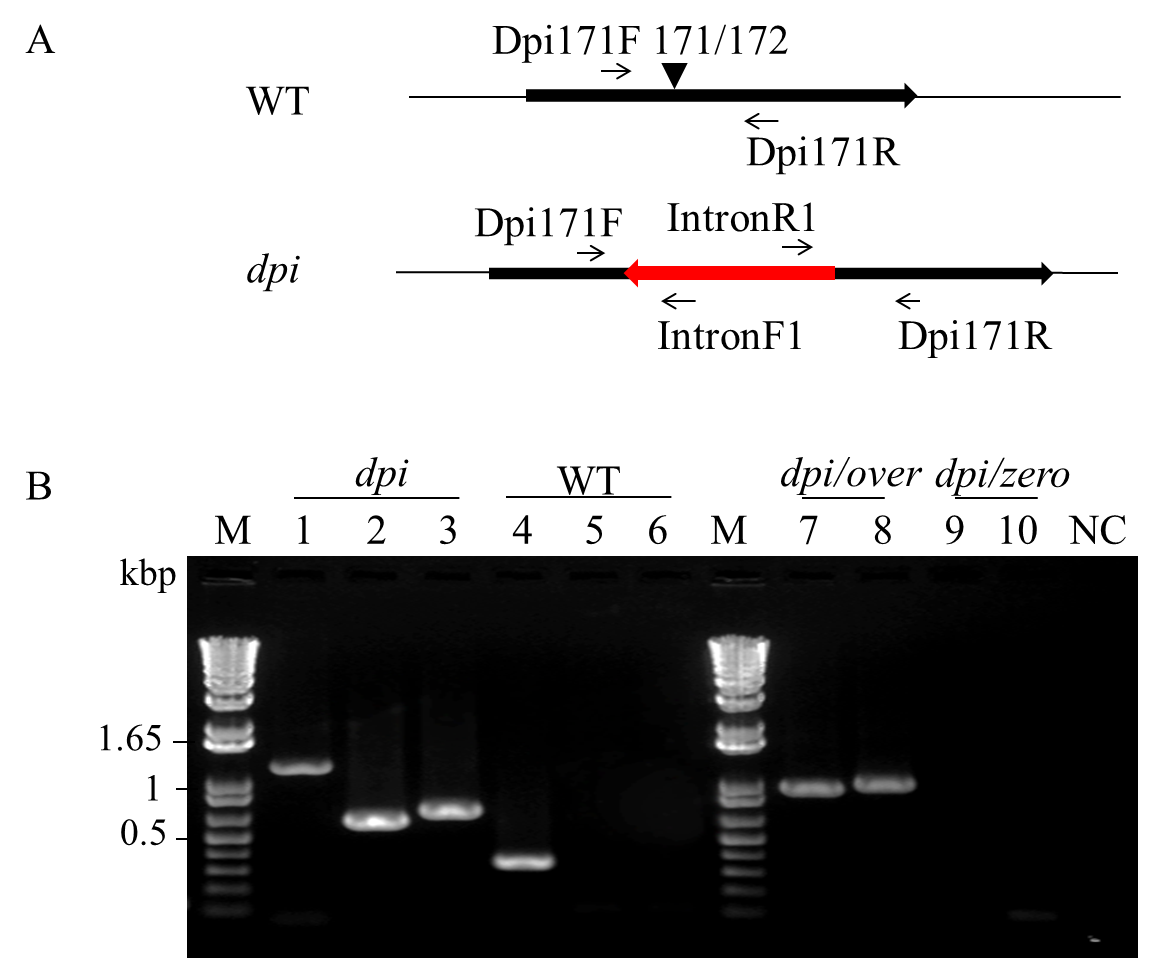 A
Dpi171F 171/172
WT
Dpi171R
Dpi171F IntronR1
dpi
IntronF1 Dpi171R
B
dpi WT dpi/over dpi/zero
M 1 2 3 4 5 6 M 7 8 9 10 NC
kbp
1.65
1
0.5